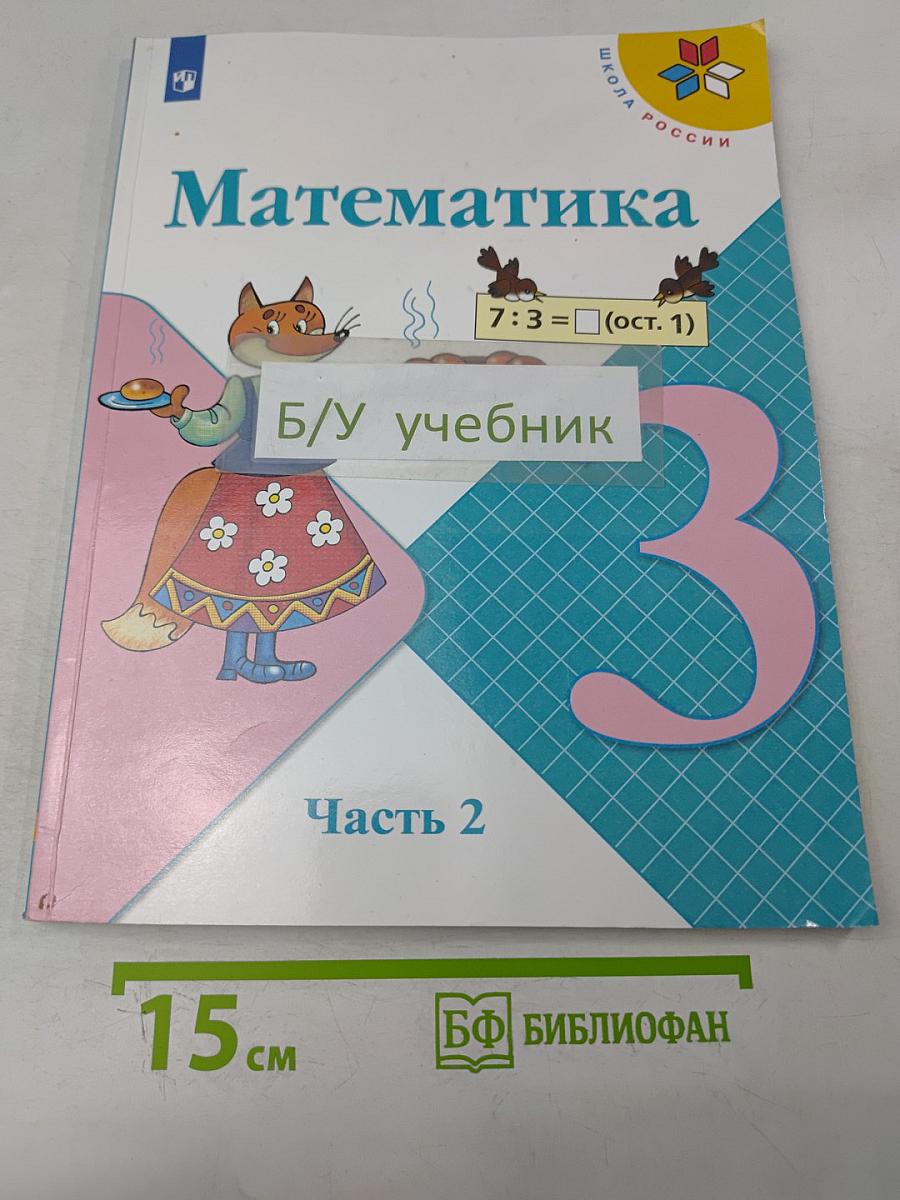 ШКОЛА РОССИИ
Математика
7 : 3 = □ (ост. 1)
Б/У учебник
3
Часть 2
15 см
БФ БИБЛИОФАН